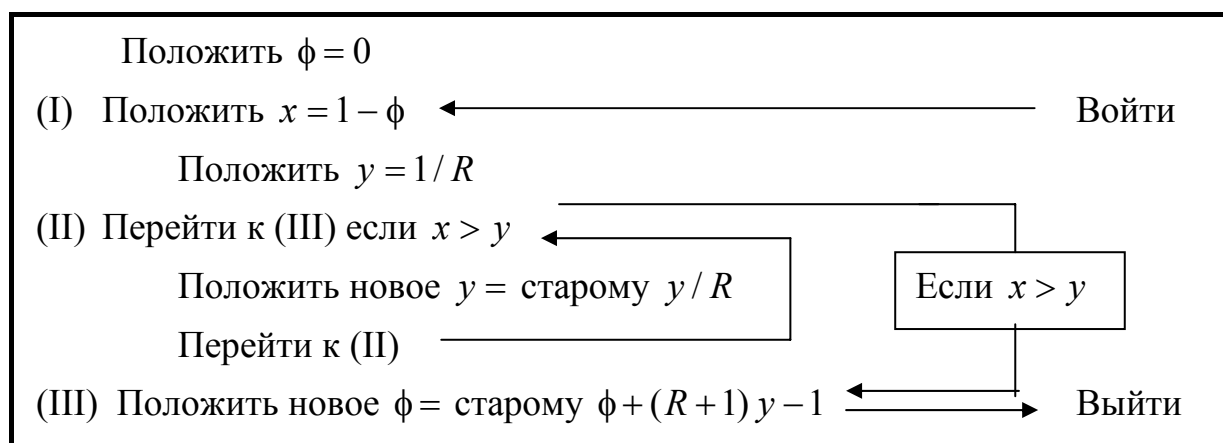 Положить ϕ = 0
(I) Положить x = 1 − ϕ Войти
Положить y = 1 / R
(II) Перейти к (III) если x > y
Положить новое y = старому y / R Если x > y
Перейти к (II)
(III) Положить новое ϕ = старому ϕ + (R + 1) y − 1 Выйти